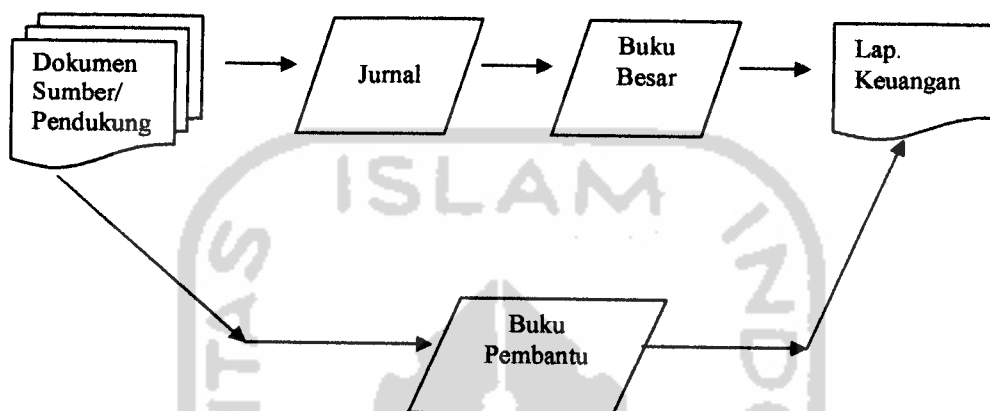 Dokumen
Sumber/
Pendukung
Jurnal
Buku
Besar
Lap.
Keuangan
ISLAM
Buku
Pembantu